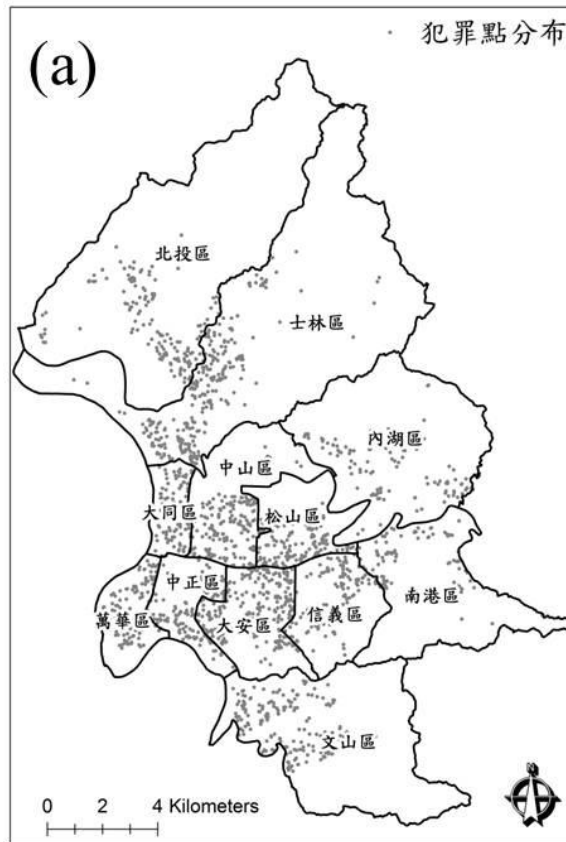 (a)
犯罪點分布
北投區
士林區
內湖區
中山區
大同區
松山區
中正區
萬華區
大安區
信義區
南港區
文山區
N
0 2 4 Kilometers